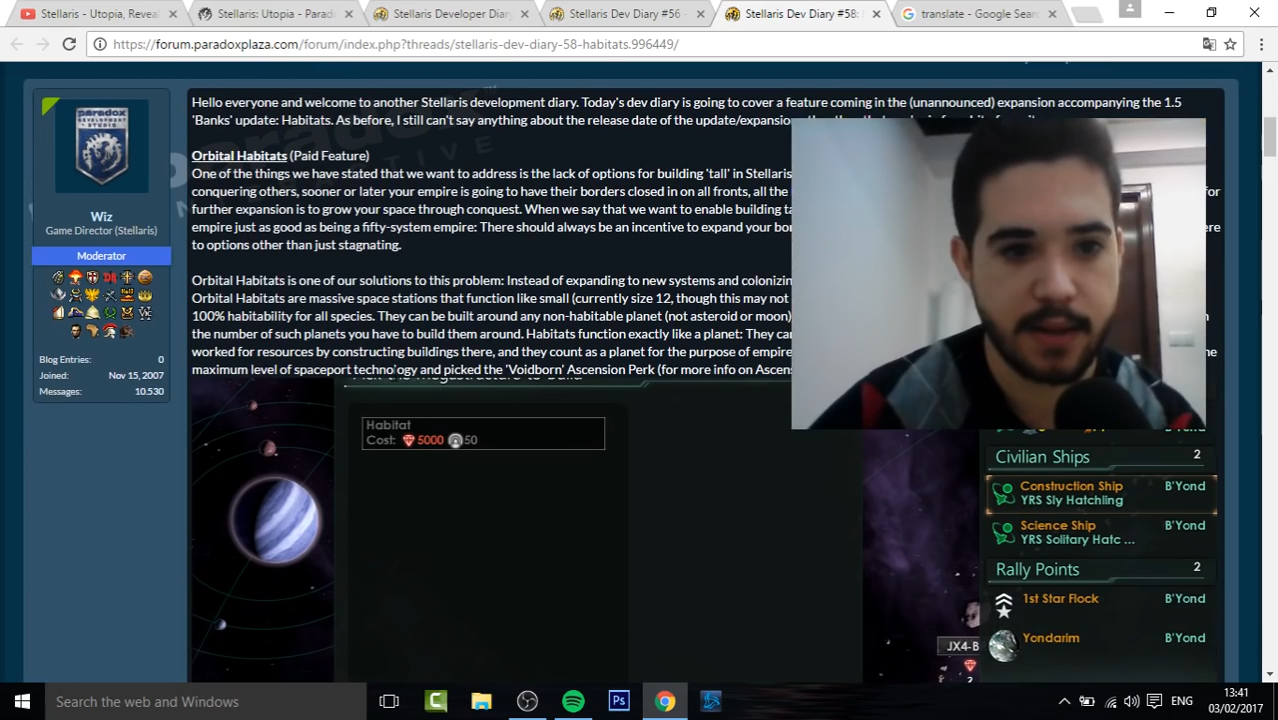 Stellaris - Utopia, Revea
Stellaris: Utopia - Parad
Stellaris Developer Diary
Stellaris Dev Diary #56 -
Stellaris Dev Diary #58:
translate - Google Sear
https://forum.paradoxplaza.com/forum/index.php?threads/stellaris-dev-diary-58-habitats.996449/
paradox
DEVELOPMENT
STUDIO
Wiz
Game Director (Stellaris)
Moderator
Blog Entries: 0
Joined: Nov 15, 2007
Messages: 10.530
Hello everyone and welcome to another Stellaris development diary. Today's dev diary is going to cover a feature coming in the (unannounced) expansion accompanying the 1.5
'Banks' update: Habitats. As before, I still can't say anything about the release date of the update/expansion
Orbital Habitats (Paid Feature)
One of the things we have stated that we want to address is the lack of options for building 'tall' in Stellaris
conquering others, sooner or later your empire is going to have their borders closed in on all fronts, all the for
further expansion is to grow your space through conquest. When we say that we want to enable building ta
empire just as good as being a fifty-system empire: There should always be an incentive to expand your bor ere
to options other than just stagnating.
Orbital Habitats is one of our solutions to this problem: Instead of expanding to new systems and colonizin
Orbital Habitats are massive space stations that function like small (currently size 12, though this may not
100% habitability for all species. They can be built around any non-habitable planet (not asteroid or moon)
the number of such planets you have to build them around. Habitats function exactly like a planet: They can
worked for resources by constructing buildings there, and they count as a planet for the purpose of empire he
maximum level of spaceport technology and picked the 'Voidborn' Ascension Perk (for more info on Ascens
Pick the megastructure to build
Habitat
Cost: 5000 50
B'Yond
Civilian Ships 2
Construction Ship B'Yond
YRS Sly Hatchling
Science Ship B'Yond
YRS Solitary Hatc ...
Rally Points 2
1st Star Flock B'Yond
Yondarim B'Yond
JX4-B
2
Search the web and Windows
Ps
ENG
13:41
03/02/2017